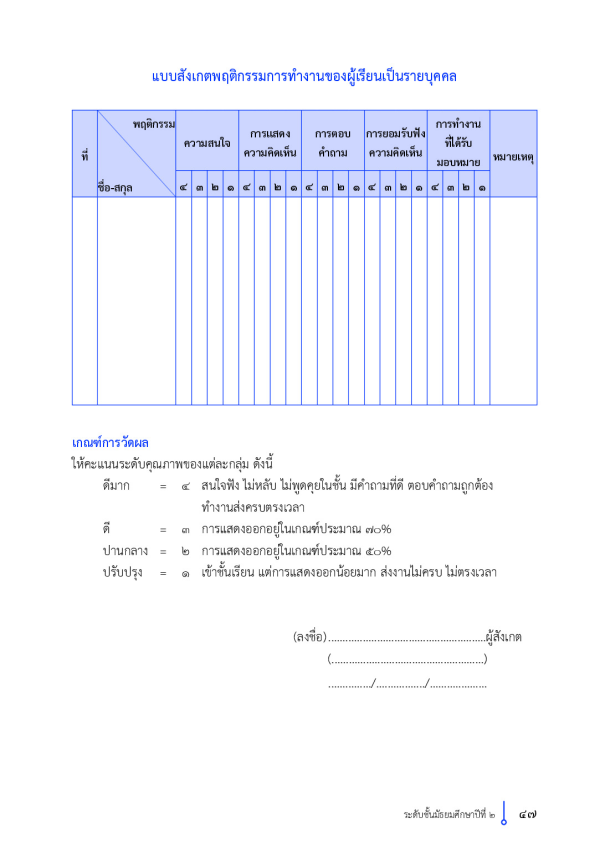 แบบสังเกตพฤติกรรมการทำงานของผู้เรียนเป็นรายบุคคล
ที่
พฤติกรรม
ชื่อ-สกุล
ความสนใจ
การแสดง
ความคิดเห็น
การตอบ
คำถาม
การยอมรับฟัง
ความคิดเห็น
การทำงาน
ที่ได้รับ
มอบหมาย
หมายเหตุ
๔ ๓ ๒ ๑ ๔ ๓ ๒ ๑ ๔ ๓ ๒ ๑ ๔ ๓ ๒ ๑ ๔ ๓ ๒ ๑
เกณฑ์การวัดผล
ให้คะแนนระดับคุณภาพของแต่ละกลุ่ม ดังนี้
ดีมาก = ๔ สนใจฟัง ไม่หลับ ไม่พูดคุยในชั้น มีคำถามที่ดี ตอบคำถามถูกต้อง
ทำงานส่งครบตรงเวลา
ดี = ๓ การแสดงออกอยู่ในเกณฑ์ประมาณ ๗๐%
ปานกลาง = ๒ การแสดงออกอยู่ในเกณฑ์ประมาณ ๕๐%
ปรับปรุง = ๑ เข้าชั้นเรียน แต่การแสดงออกน้อยมาก ส่งงานไม่ครบ ไม่ตรงเวลา
(ลงชื่อ).......................................................ผู้สังเกต
(.....................................................)
.............../................./....................
ระดับชั้นมัธยมศึกษาปีที่ ๒ ๔๗